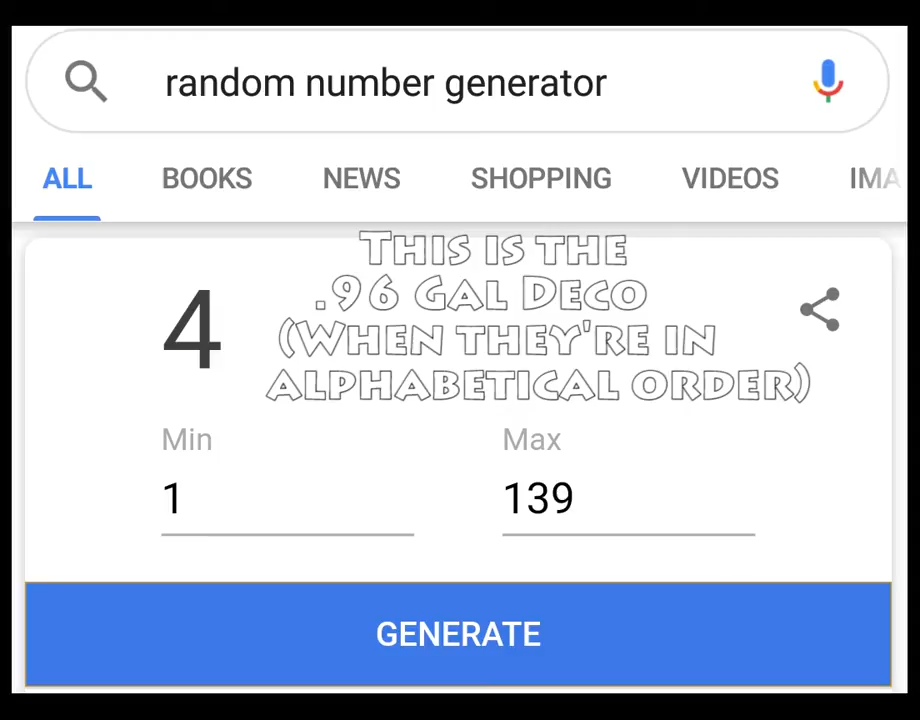 random number generator
ALL BOOKS NEWS SHOPPING VIDEOS IMA
THIS IS THE
.96 GAL DECO
(WHEN THEY'RE IN
ALPHABETICAL ORDER)
4
Min Max
1 139
GENERATE